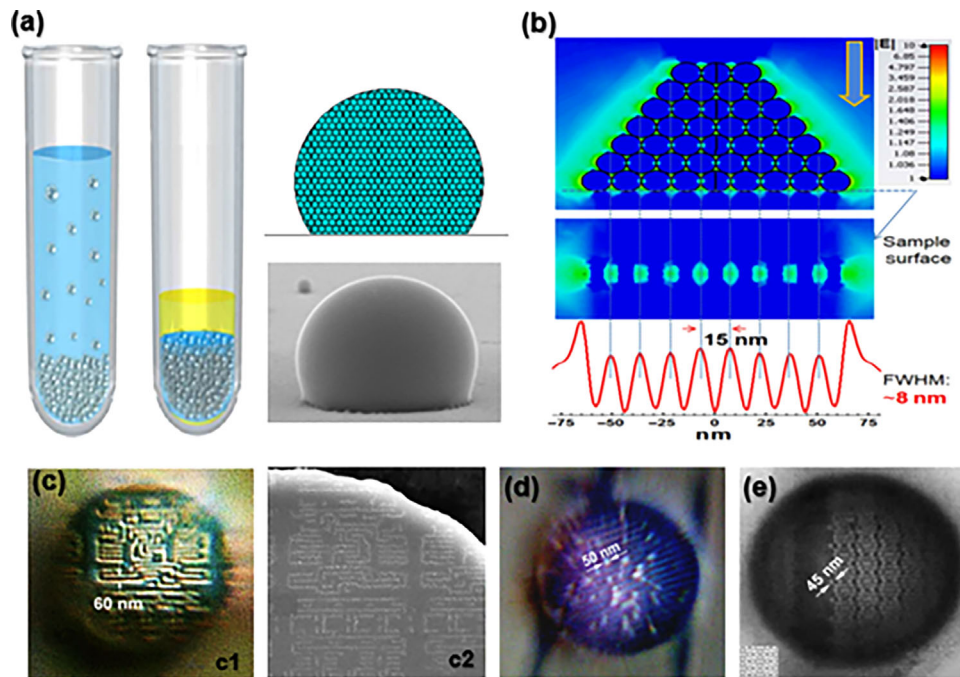 (a)
(b)
|E|
10
6.85
4.797
3.459
2.587
2.018
1.648
1.406
1.249
1.147
1.08
1.036
1
Sample
surface
15 nm
FWHM:
~8 nm
-75 -50 -25 0 25 50 75
nm
(c)
60 nm
c1
c2
(d)
50 nm
(e)
45 nm